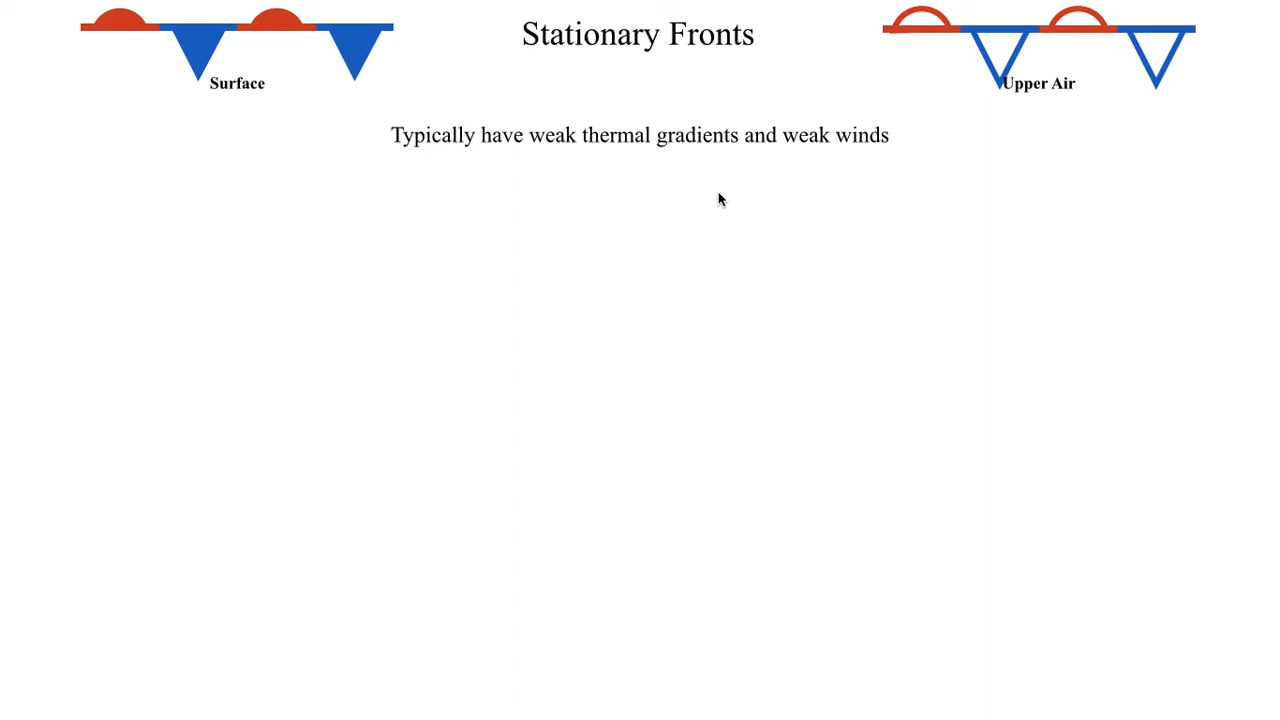 Stationary Fronts
Surface
Upper Air
Typically have weak thermal gradients and weak winds